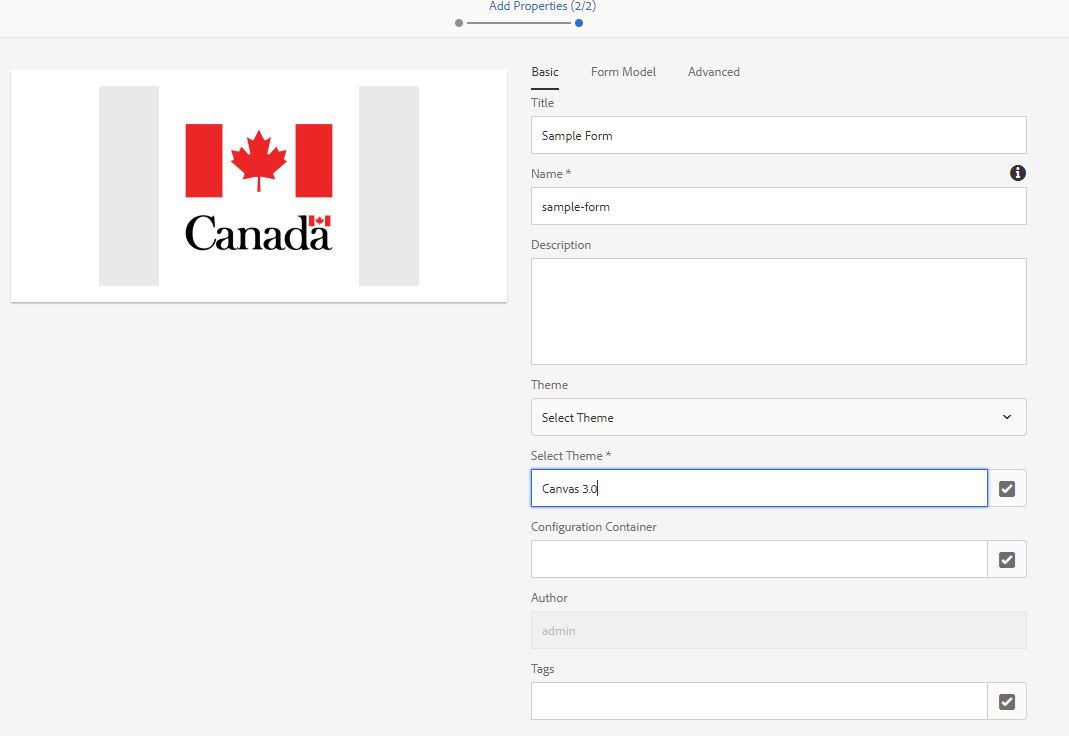 Add Properties (2/2)
Canada
Basic Form Model Advanced
Title
Sample Form
Name *
sample-form
Description
Theme
Select Theme
Select Theme *
Canvas 3.0
Configuration Container
Author
admin
Tags